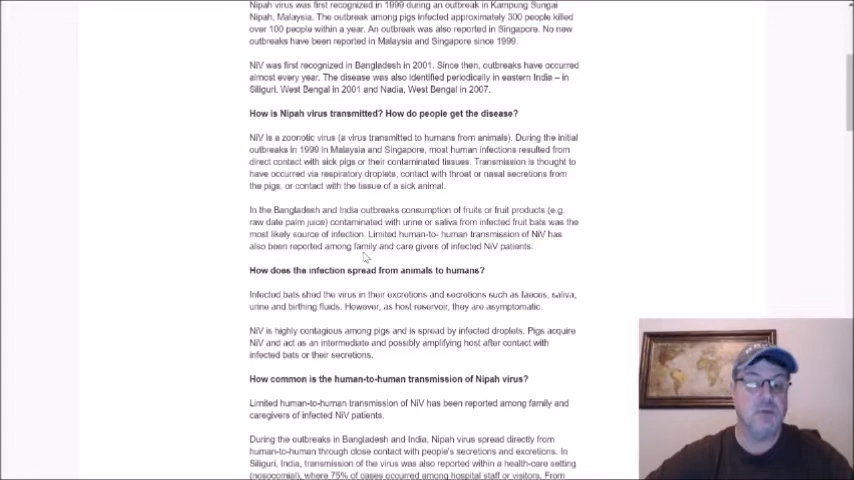 Nipah virus was first recognized in 1999 during an outbreak in Kampung Sungai
Nipah, Malaysia. The outbreak among pigs infected approximately 300 people killed
over 100 people within a year. An outbreak was also reported in Singapore. No new
outbreaks have been reported in Malaysia and Singapore since 1999.
NiV was first recognized in Bangladesh in 2001. Since then, outbreaks have occurred
almost every year. The disease was also identified periodically in eastern India – in
Siliguri, West Bengal in 2001 and Nadia, West Bengal in 2007.
How is Nipah virus transmitted? How do people get the disease?
NiV is a zoonotic virus (a virus transmitted to humans from animals). During the initial
outbreaks in 1999 in Malaysia and Singapore, most human infections resulted from
direct contact with sick pigs or their contaminated tissues. Transmission is thought to
have occurred via respiratory droplets, contact with throat or nasal secretions from
the pigs, or contact with the tissue of a sick animal.
In the Bangladesh and India outbreaks consumption of fruits or fruit products (e.g.
raw date palm juice) contaminated with urine or saliva from infected fruit bats was the
most likely source of infection. Limited human-to- human transmission of NiV has
also been reported among family and care givers of infected NiV patients.
How does the infection spread from animals to humans?
Infected bats shed the virus in their excretions and secretions such as faeces, saliva,
urine and birthing fluids. However, as host reservoir, they are asymptomatic.
NiV is highly contagious among pigs and is spread by infected droplets. Pigs acquire
NiV and act as an intermediate and possibly amplifying host after contact with
infected bats or their secretions.
How common is the human-to-human transmission of Nipah virus?
Limited human-to-human transmission of NiV has been reported among family and
caregivers of infected NiV patients.
During the outbreaks in Bangladesh and India, Nipah virus spread directly from
human-to-human through close contact with people's secretions and excretions. In
Siliguri, India, transmission of the virus was also reported within a health-care setting
(nosocomial), where 75% of cases occurred among hospital staff or visitors. From